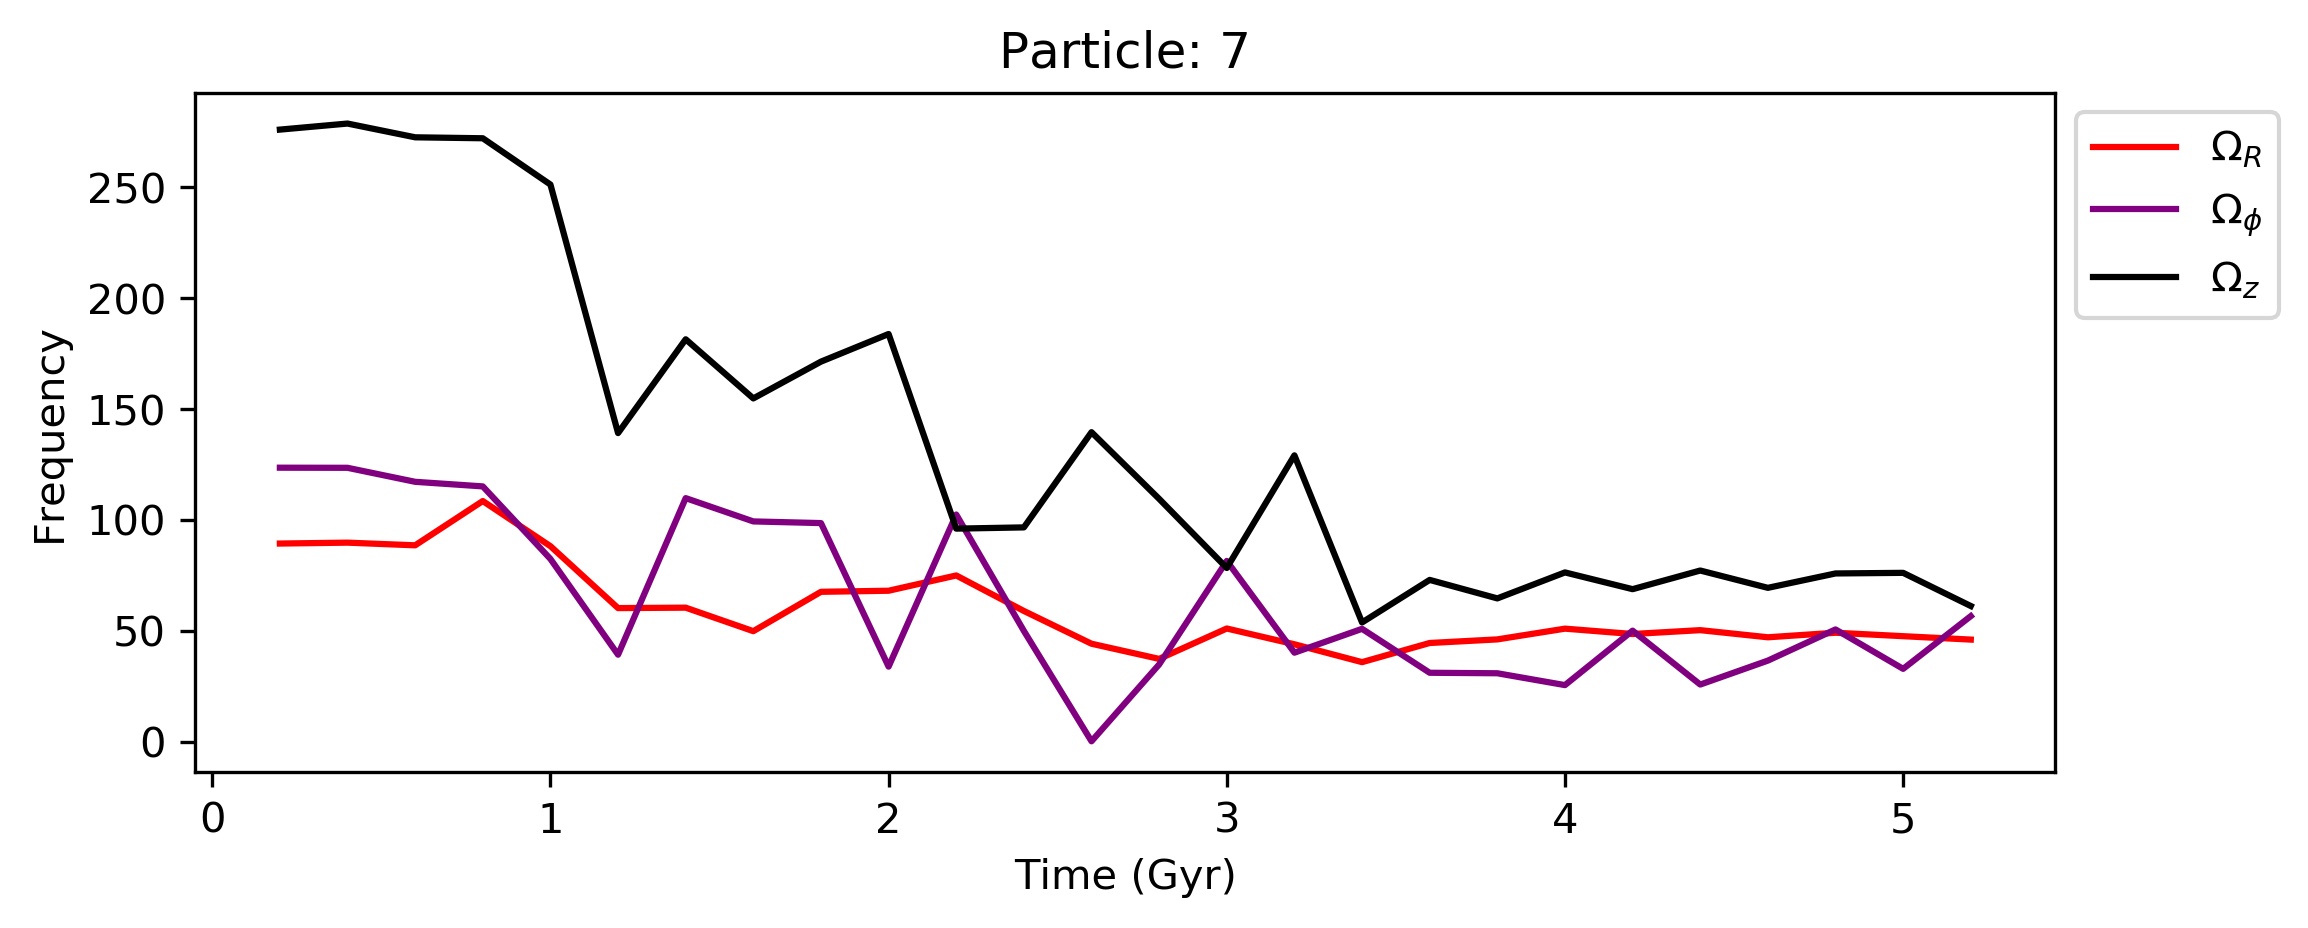 Particle: 7
Frequency
250
200
150
100
50
0
0 1 2 3 4 5
Time (Gyr)
Ω_R
Ω_ϕ
Ω_z